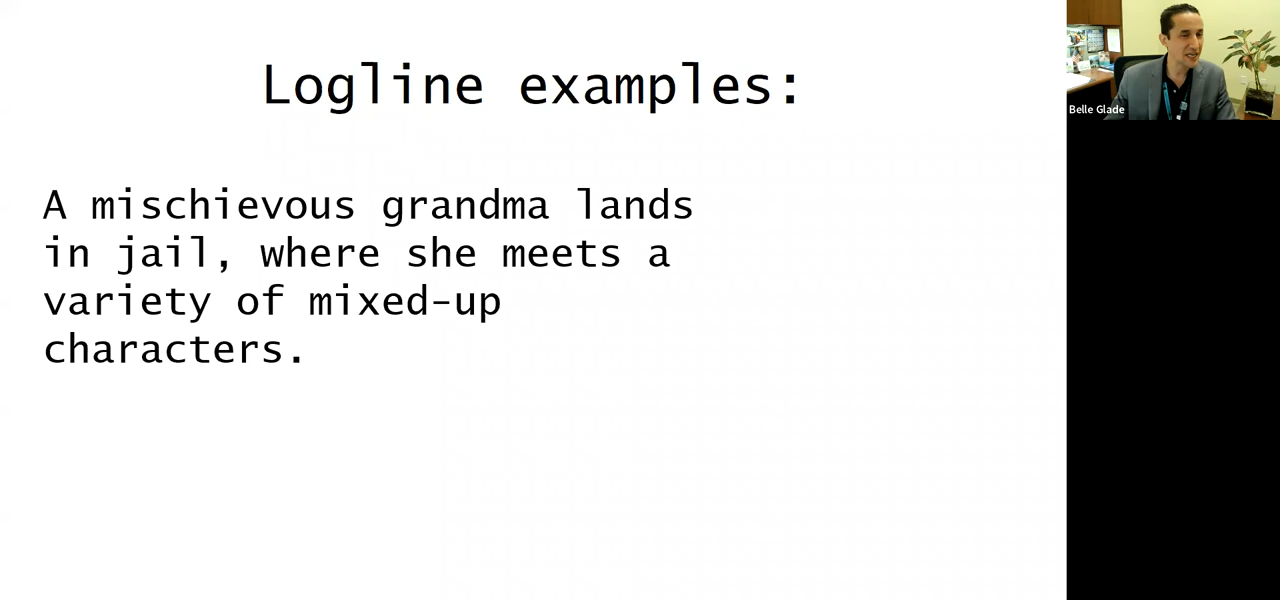 Logline examples:
A mischievous grandma lands
in jail, where she meets a
variety of mixed-up
characters.
Belle Glade